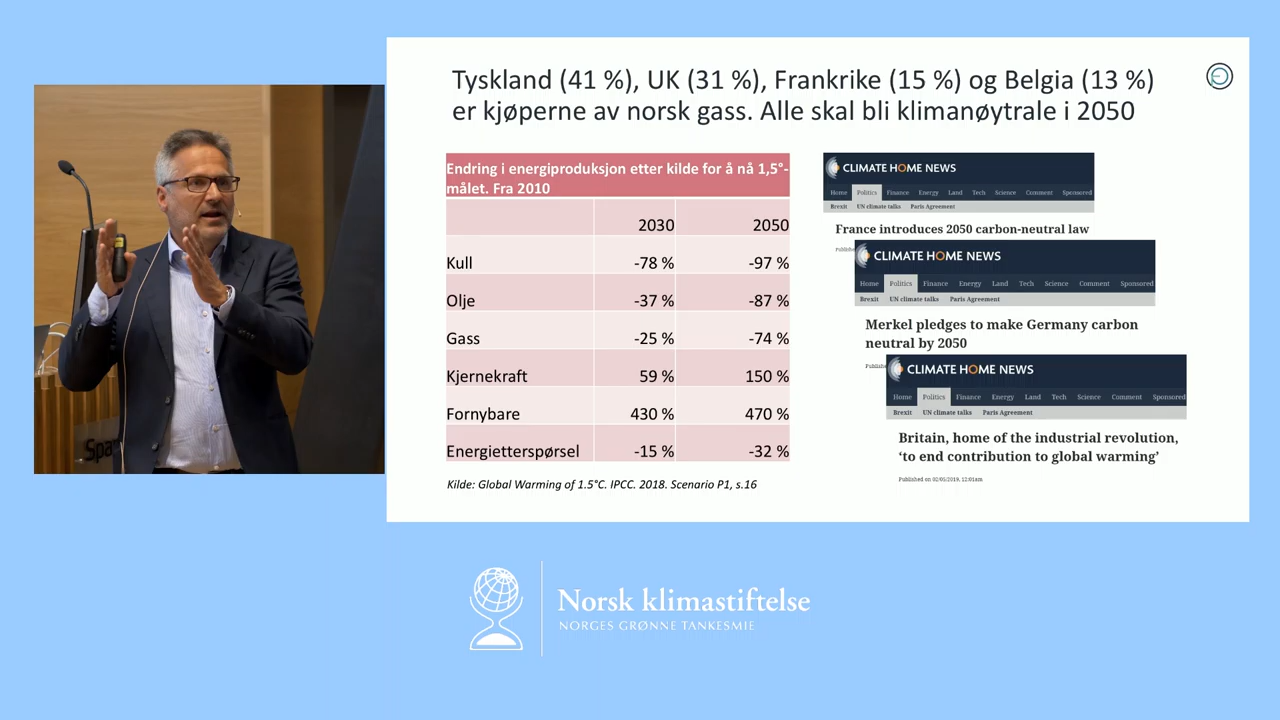 Tyskland (41 %), UK (31 %), Frankrike (15 %) og Belgia (13 %)
er kjøperne av norsk gass. Alle skal bli klimanøytrale i 2050
Endring i energiproduksjon etter kilde for å nå 1,5°-
målet. Fra 2010
2030 2050
Kull -78 % -97 %
Olje -37 % -87 %
Gass -25 % -74 %
Kjernekraft 59 % 150 %
Fornybare 430 % 470 %
Energietterspørsel -15 % -32 %
Kilde: Global Warming of 1.5°C. IPCC. 2018. Scenario P1, s.16
CLIMATE HOME NEWS
Home Politics Finance Energy Land Tech Science Comment Sponsored
Brexit UN climate talks Paris Agreement
France introduces 2050 carbon-neutral law
CLIMATE HOME NEWS
Home Politics Finance Energy Land Tech Science Comment Sponsored
Brexit UN climate talks Paris Agreement
Merkel pledges to make Germany carbon
neutral by 2050
CLIMATE HOME NEWS
Home Politics Finance Energy Land Tech Science Comment Sponsored
Brexit UN climate talks Paris Agreement
Britain, home of the industrial revolution,
‘to end contribution to global warming’
Published on 02/05/2019, 12:01am
Norsk klimastiftelse
NORGES GRØNNE TANKESMIE